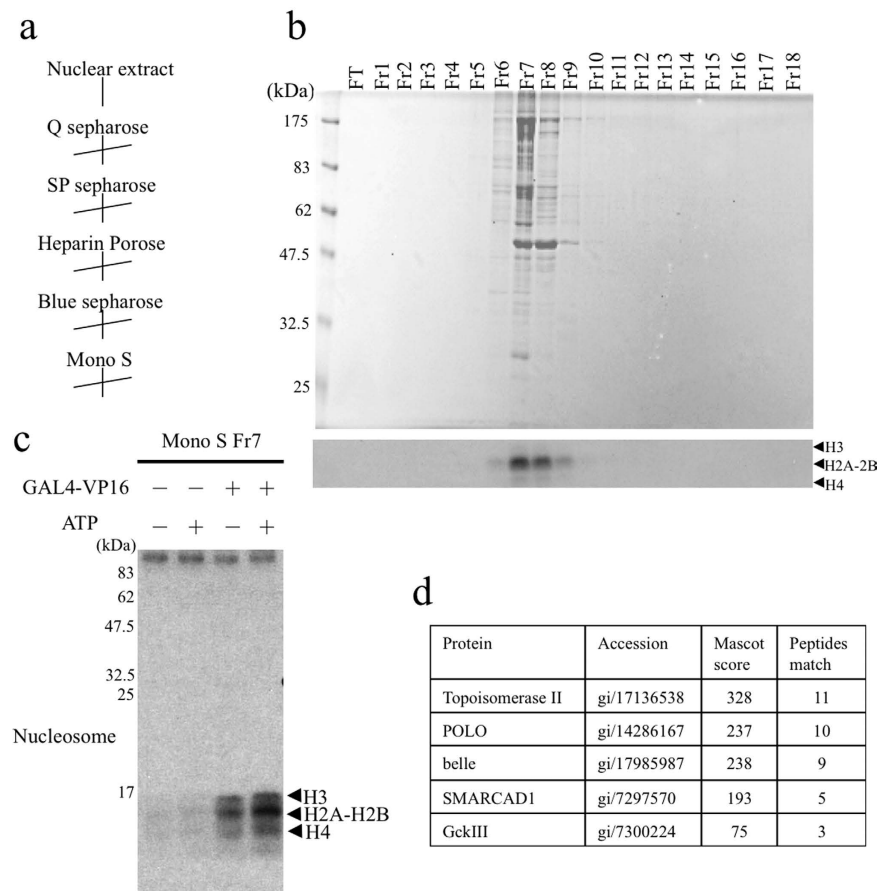 a
Nuclear extract
Q sepharose
SP sepharose
Heparin Porose
Blue sepharose
Mono S
b
(kDa) FT Fr1 Fr2 Fr3 Fr4 Fr5 Fr6 Fr7 Fr8 Fr9 Fr10 Fr11 Fr12 Fr13 Fr14 Fr15 Fr16 Fr17 Fr18
175
83
62
47.5
32.5
25
H3
H2A-2B
H4
c
Mono S Fr7
GAL4-VP16 − − + +
ATP − + − +
(kDa)
83
62
47.5
32.5
25
Nucleosome
17
H3
H2A-H2B
H4
d
Protein Accession Mascot score Peptides match
Topoisomerase II gi/17136538 328 11
POLO gi/14286167 237 10
belle gi/17985987 238 9
SMARCAD1 gi/7297570 193 5
GckIII gi/7300224 75 3